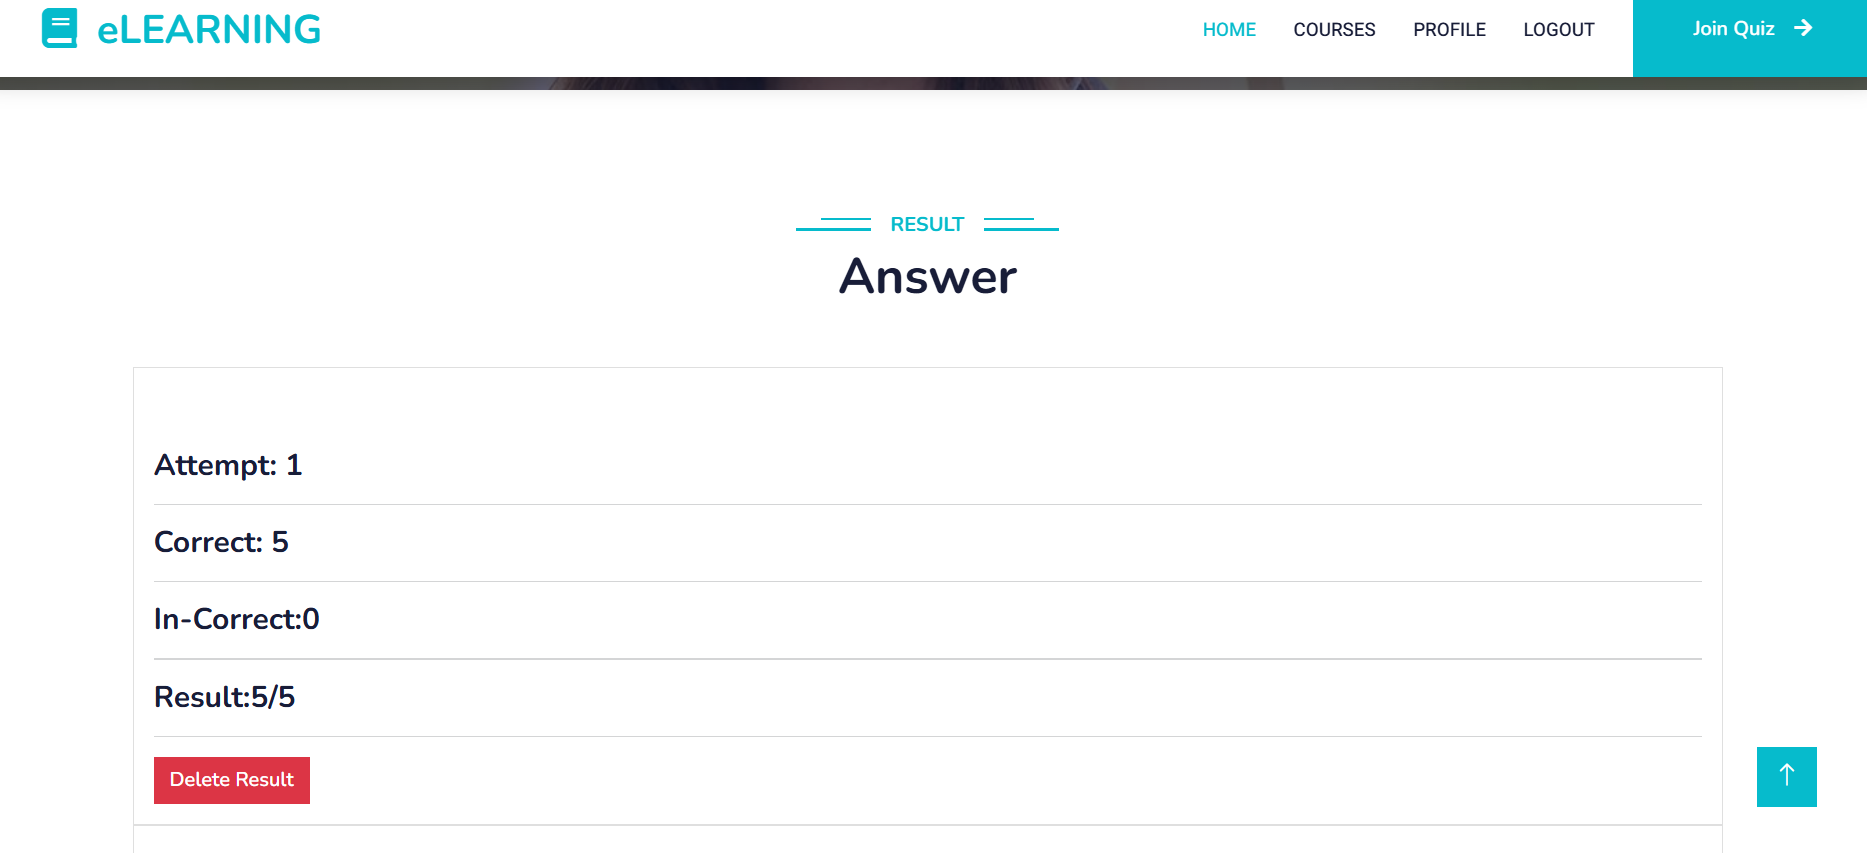 eLEARNING
HOME COURSES PROFILE LOGOUT Join Quiz
RESULT
Answer
Attempt: 1
Correct: 5
In-Correct:0
Result:5/5
Delete Result